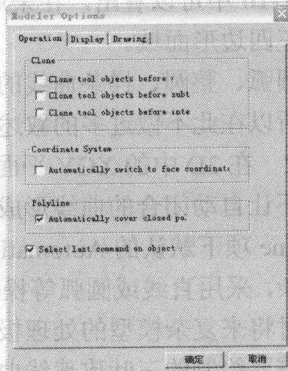 Modeler Options
Operation Display Drawing
Clone
Clone tool objects before
Clone tool objects before subt
Clone tool objects before inte
Coordinate System
Automatically switch to face coordinat
Polyline
Automatically cover closed po
Select last command on object
确定 取消